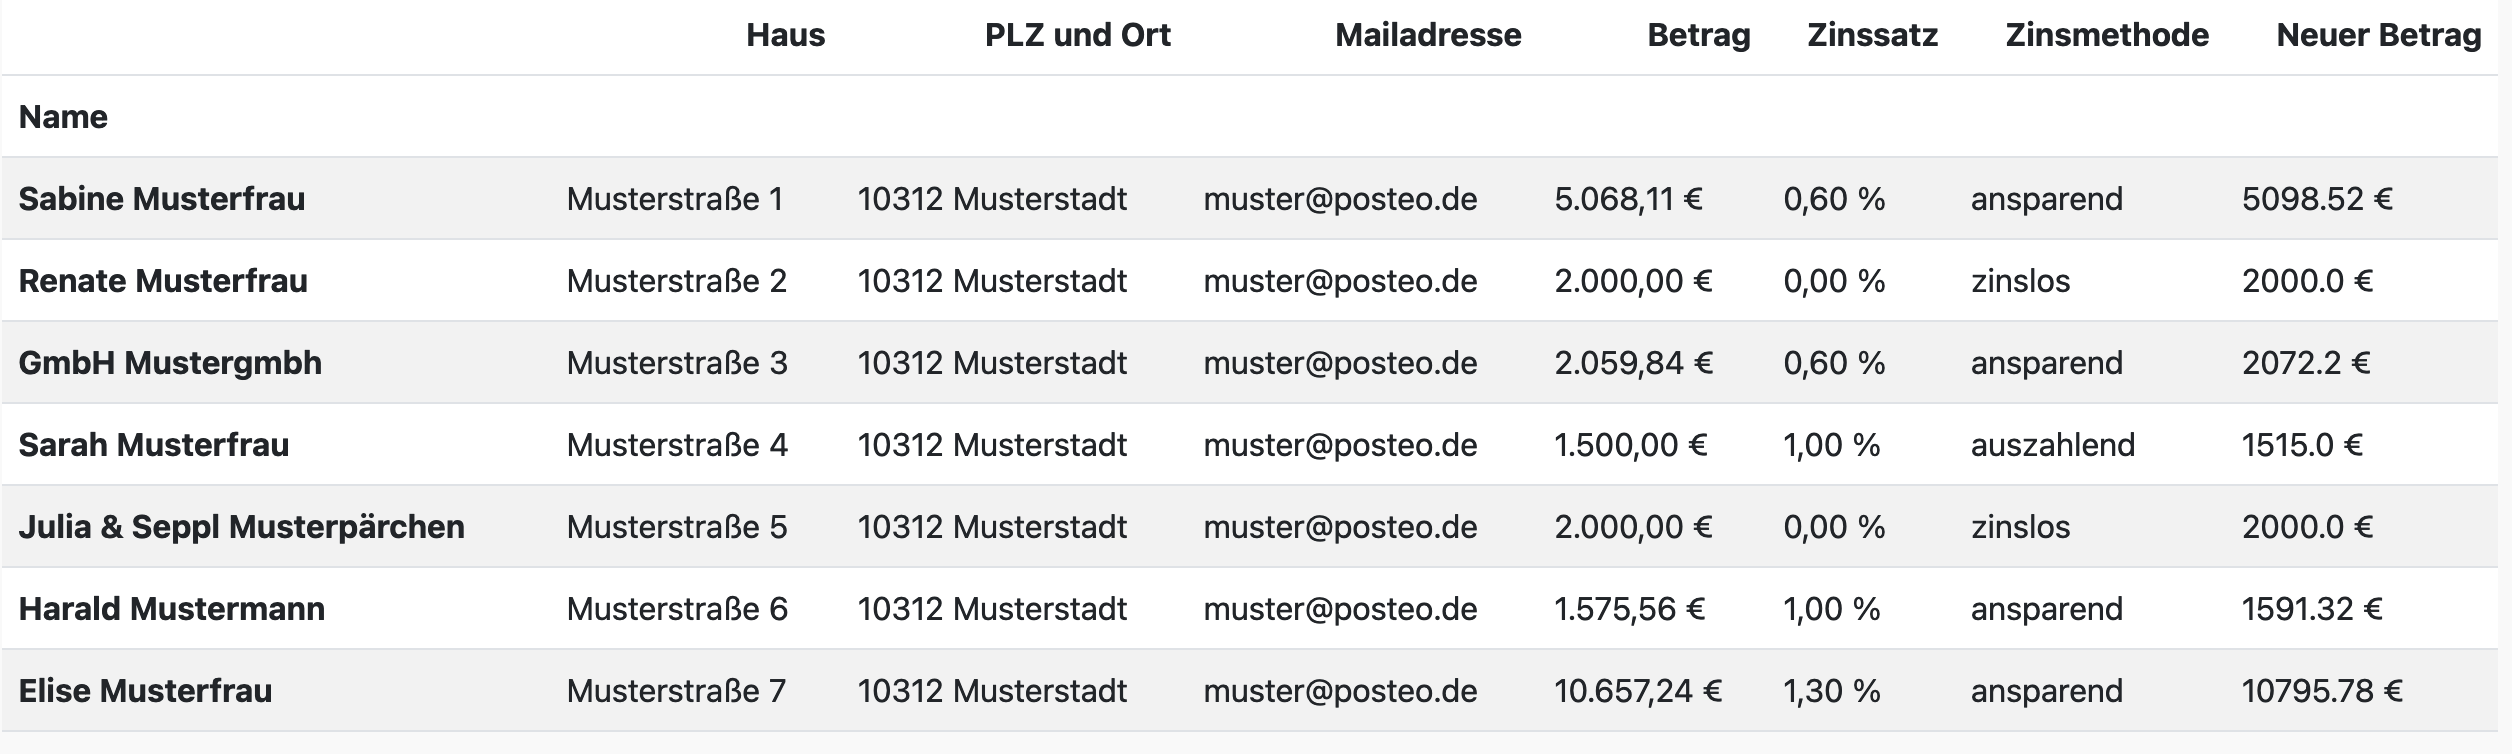 Haus PLZ und Ort Mailadresse Betrag Zinssatz Zinsmethode Neuer Betrag
Name
Sabine Musterfrau Musterstraße 1 10312 Musterstadt muster@posteo.de 5.068,11 € 0,60 % ansparend 5098.52 €
Renate Musterfrau Musterstraße 2 10312 Musterstadt muster@posteo.de 2.000,00 € 0,00 % zinslos 2000.0 €
GmbH Mustergmbh Musterstraße 3 10312 Musterstadt muster@posteo.de 2.059,84 € 0,60 % ansparend 2072.2 €
Sarah Musterfrau Musterstraße 4 10312 Musterstadt muster@posteo.de 1.500,00 € 1,00 % auszahlend 1515.0 €
Julia & Seppl Musterpärchen Musterstraße 5 10312 Musterstadt muster@posteo.de 2.000,00 € 0,00 % zinslos 2000.0 €
Harald Mustermann Musterstraße 6 10312 Musterstadt muster@posteo.de 1.575,56 € 1,00 % ansparend 1591.32 €
Elise Musterfrau Musterstraße 7 10312 Musterstadt muster@posteo.de 10.657,24 € 1,30 % ansparend 10795.78 €